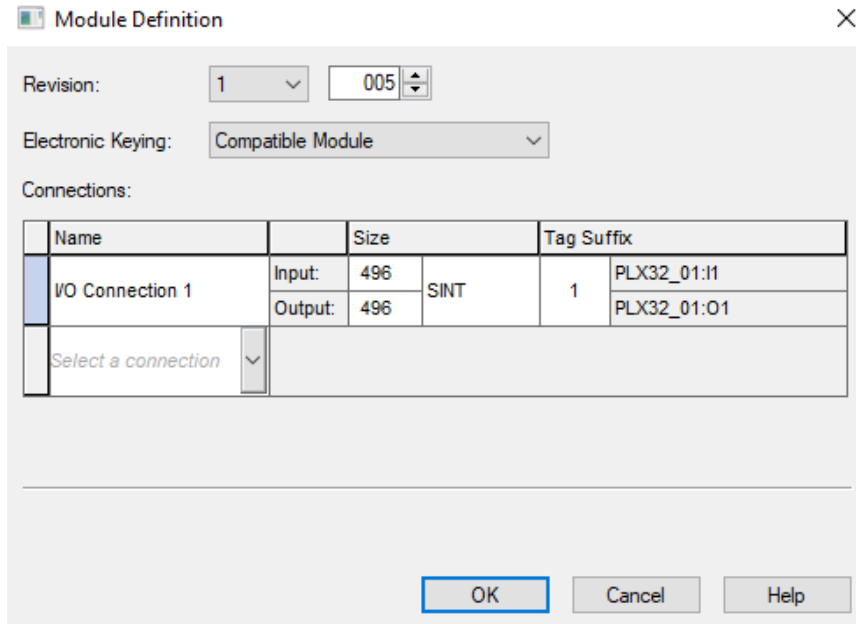 Module Definition
Revision: 1 005
Electronic Keying: Compatible Module
Connections:
Name Size Tag Suffix
I/O Connection 1 Input: 496 SINT 1 PLX32_01:I1
Output: 496 PLX32_01:O1
Select a connection
OK Cancel Help